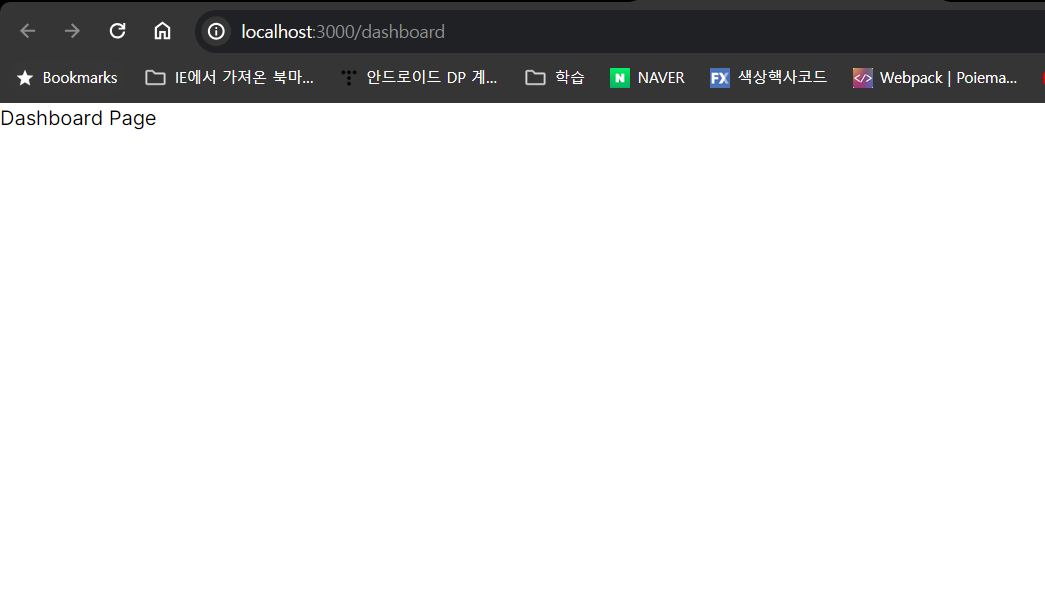 localhost:3000/dashboard
Bookmarks IE에서 가져온 북마... 안드로이드 DP 계... 학습 N NAVER FX 색상핵사코드 </> Webpack | Poiema...
Dashboard Page